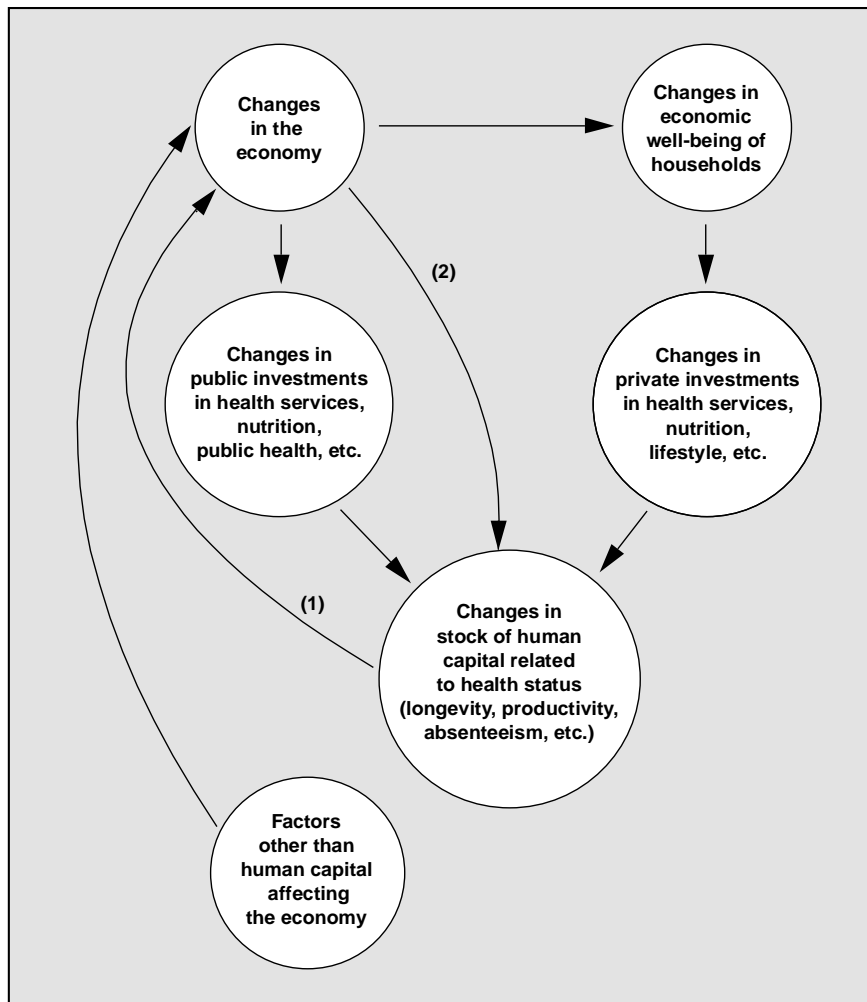 Changes
in the
economy
Changes in
economic
well-being of
households
(2)
Changes in
public investments
in health services,
nutrition,
public health, etc.
Changes in
private investments
in health services,
nutrition,
lifestyle, etc.
(1)
Changes in
stock of human
capital related
to health status
(longevity, productivity,
absenteeism, etc.)
Factors
other than
human capital
affecting
the economy